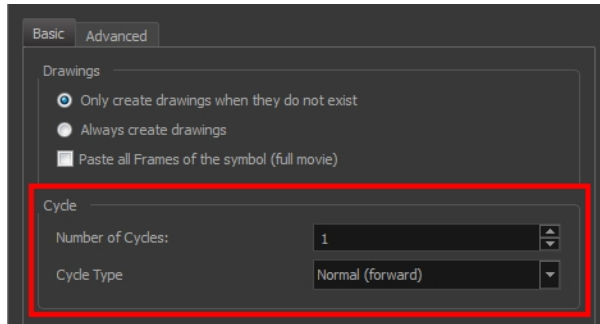 Basic Advanced
Drawings
Only create drawings when they do not exist
Always create drawings
Paste all Frames of the symbol (full movie)
Cycle
Number of Cycles: 1
Cycle Type Normal (forward)